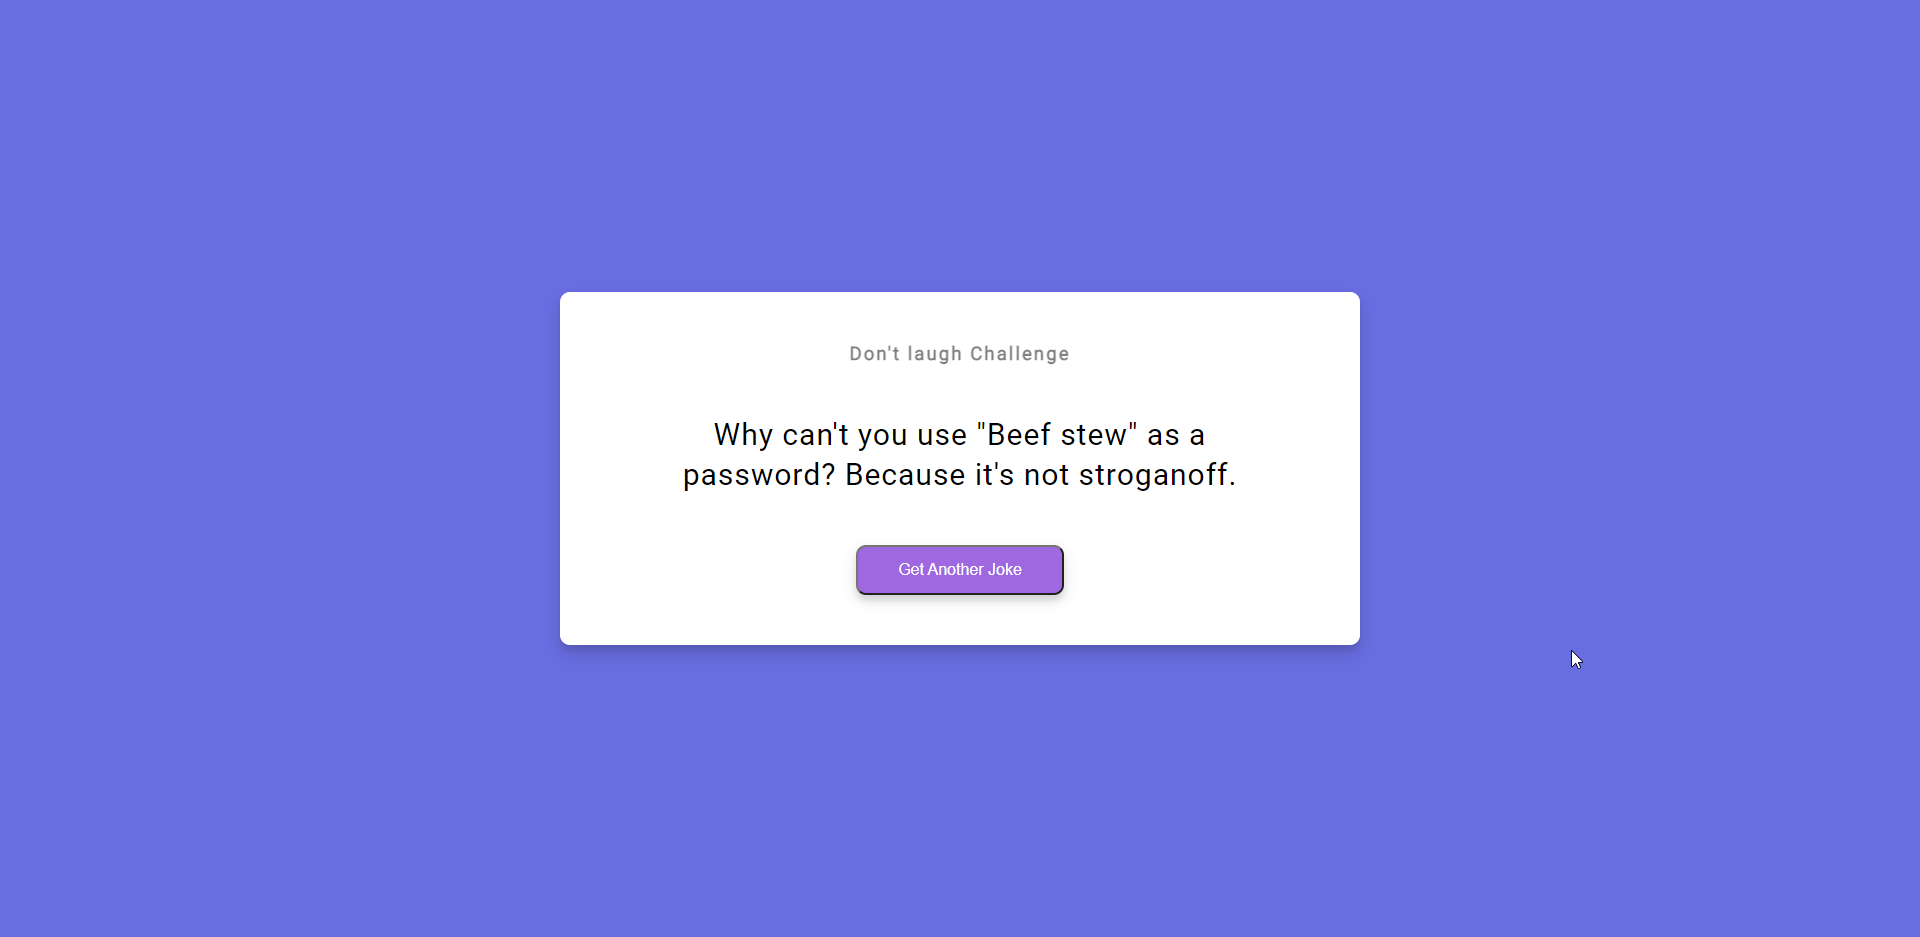 Don't laugh Challenge
Why can't you use "Beef stew" as a
password? Because it's not stroganoff.
Get Another Joke